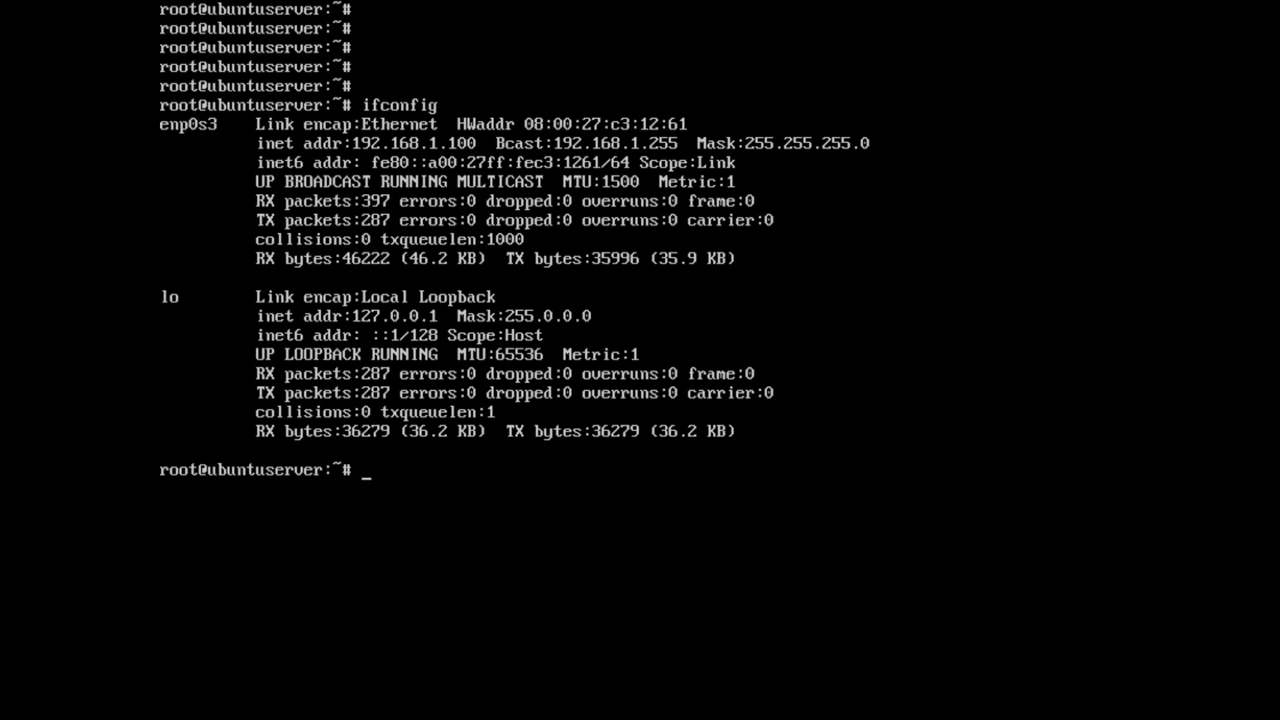 root@ubuntuserver:~#
root@ubuntuserver:~#
root@ubuntuserver:~#
root@ubuntuserver:~#
root@ubuntuserver:~#
root@ubuntuserver:~# ifconfig
enp0s3    Link encap:Ethernet  HWaddr 08:00:27:c3:12:61
          inet addr:192.168.1.100  Bcast:192.168.1.255  Mask:255.255.255.0
          inet6 addr: fe80::a00:27ff:fec3:1261/64 Scope:Link
          UP BROADCAST RUNNING MULTICAST  MTU:1500  Metric:1
          RX packets:397 errors:0 dropped:0 overruns:0 frame:0
          TX packets:287 errors:0 dropped:0 overruns:0 carrier:0
          collisions:0 txqueuelen:1000
          RX bytes:46222 (46.2 KB)  TX bytes:35996 (35.9 KB)

lo        Link encap:Local Loopback
          inet addr:127.0.0.1  Mask:255.0.0.0
          inet6 addr: ::1/128 Scope:Host
          UP LOOPBACK RUNNING  MTU:65536  Metric:1
          RX packets:287 errors:0 dropped:0 overruns:0 frame:0
          TX packets:287 errors:0 dropped:0 overruns:0 carrier:0
          collisions:0 txqueuelen:1
          RX bytes:36279 (36.2 KB)  TX bytes:36279 (36.2 KB)

root@ubuntuserver:~# _